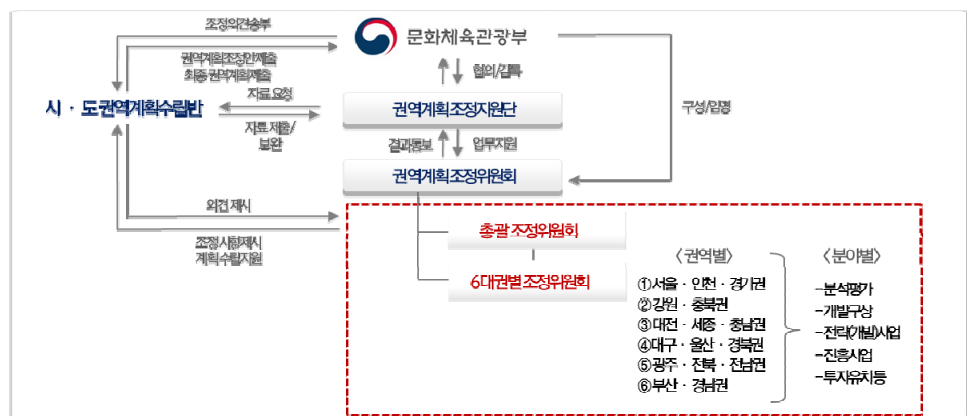 조정의견송부
문화체육관광부
권역계획조정안제출
최종 권역계획제출
협의/검토
자료요청
시 · 도권역계획수립반
권역계획조정지원단
구성/임명
자료 제출/
보완
결과통보
업무지원
권역계획조정위원회
의견 제시
총괄 조정위원회
조정사항제시
계획수립지원
6대권별 조정위원회
〈권역별〉
①서울 · 인천 · 경기권
②강원 · 충북권
③대전 · 세종 · 충남권
④대구 · 울산 · 경북권
⑤광주 · 전북 · 전남권
⑥부산 · 경남권
〈분야별〉
-분석평가
-개발구상
-전략(개발)사업
-진흥사업
-투자유치등